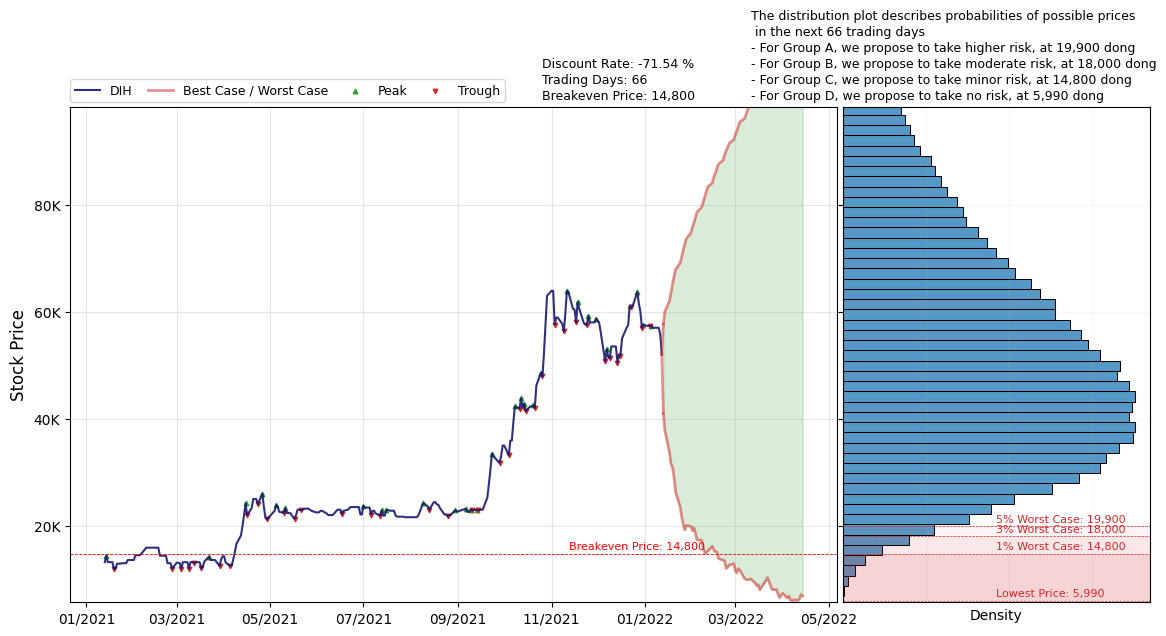 The distribution plot describes probabilities of possible prices
in the next 66 trading days
- For Group A, we propose to take higher risk, at 19,900 dong
- For Group B, we propose to take moderate risk, at 18,000 dong
- For Group C, we propose to take minor risk, at 14,800 dong
- For Group D, we propose to take no risk, at 5,990 dong
Discount Rate: -71.54 %
Trading Days: 66
Breakeven Price: 14,800
DIH Best Case / Worst Case Peak Trough
Stock Price
80K
60K
40K
20K
Breakeven Price: 14,800
5% Worst Case: 19,900
3% Worst Case: 18,000
1% Worst Case: 14,800
Lowest Price: 5,990
01/2021 03/2021 05/2021 07/2021 09/2021 11/2021 01/2022 03/2022 05/2022
Density